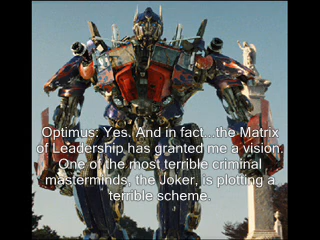 Optimus: Yes. And in fact...the Matrix
of Leadership has granted me a vision.
One of the most terrible criminal
masterminds, the Joker, is plotting a
terrible scheme.